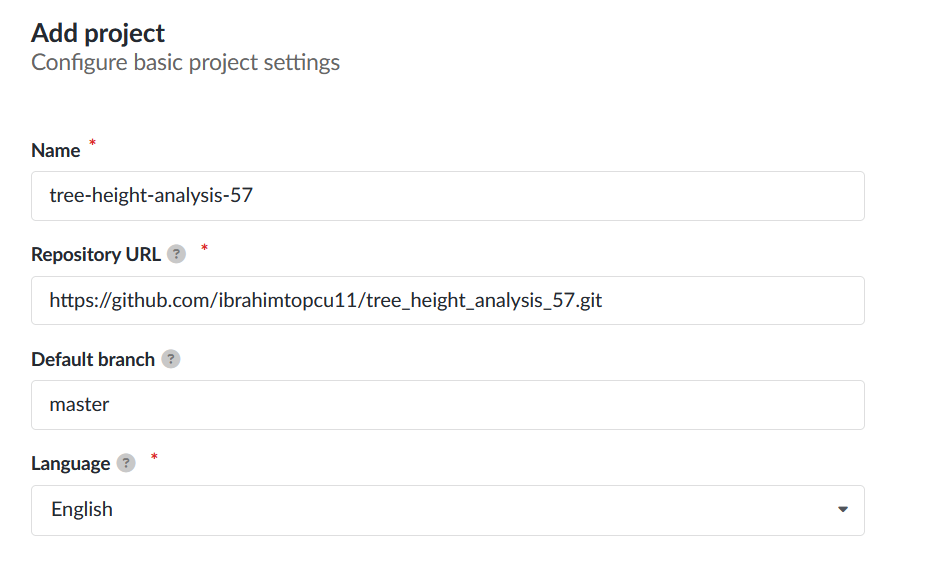 Add project
Configure basic project settings
Name *
tree-height-analysis-57
Repository URL ? *
https://github.com/ibrahimtopcu11/tree_height_analysis_57.git
Default branch ?
master
Language ? *
English